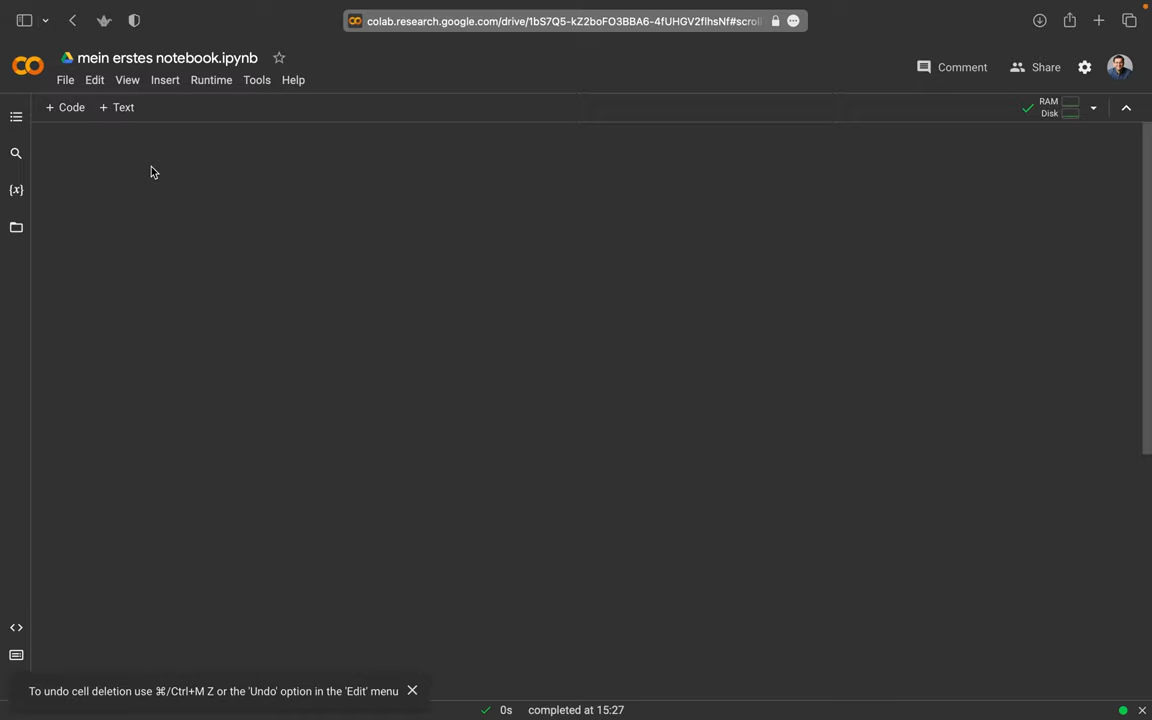 colab.research.google.com/drive/1bS7Q5-kZ2boFO3BBA6-4fUHGV2flhsNf#scroll
mein erstes notebook.ipynb
File Edit View Insert Runtime Tools Help
Comment
Share
+ Code + Text
RAM
Disk
{x}
To undo cell deletion use ⌘/Ctrl+M Z or the 'Undo' option in the 'Edit' menu
0s completed at 15:27